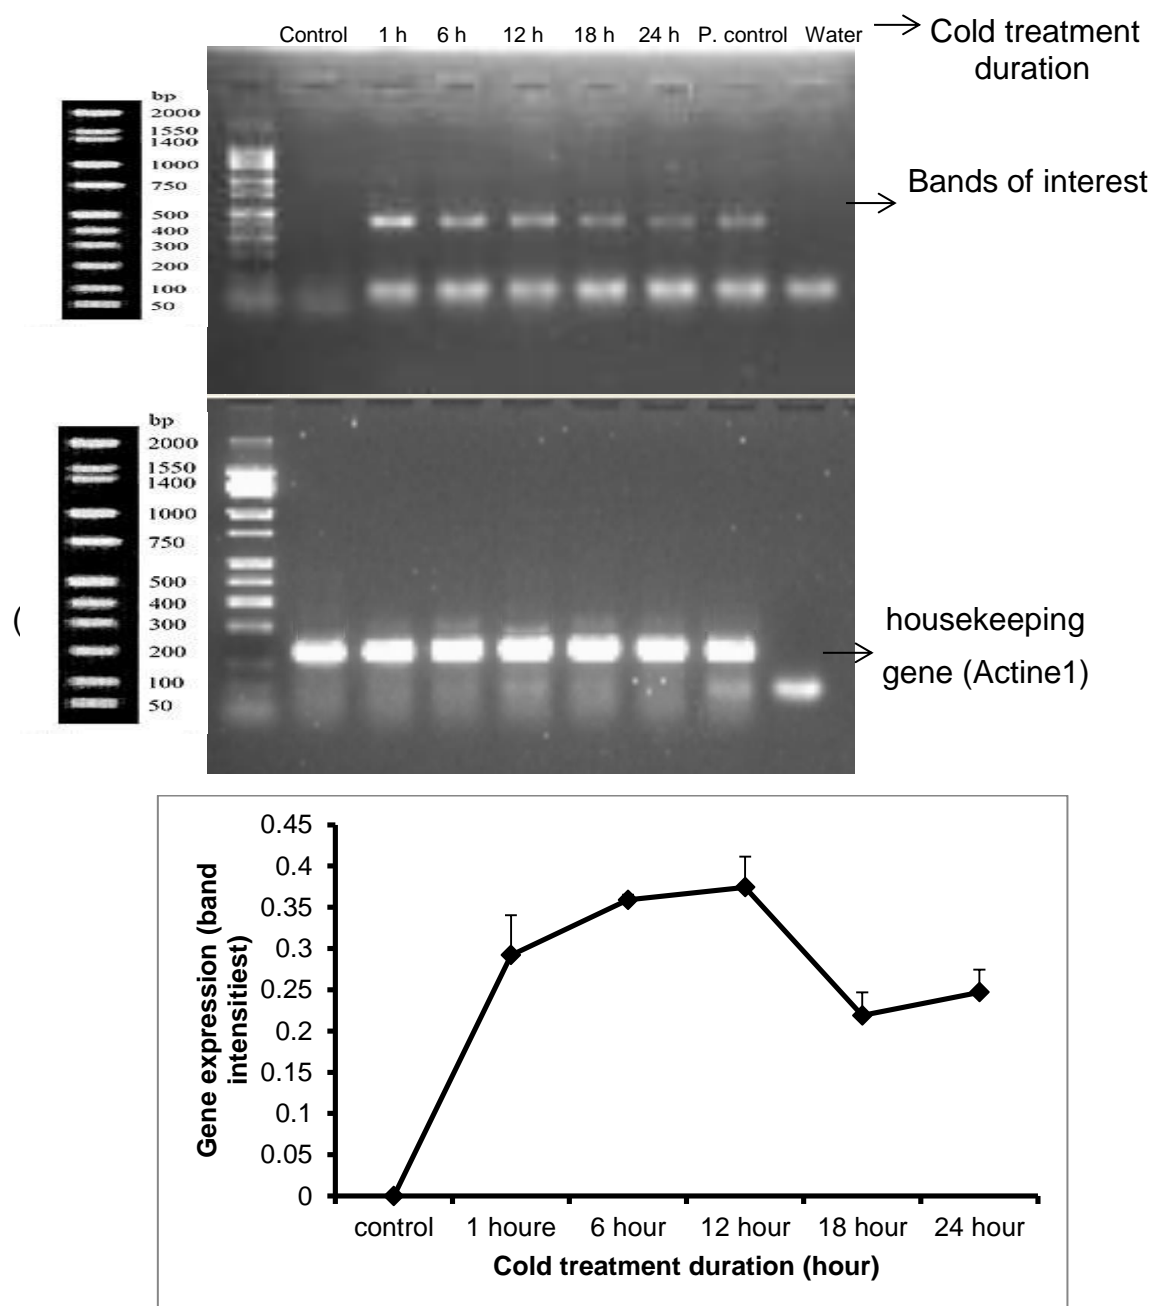 Control 1 h 6 h 12 h 18 h 24 h P. control Water
Cold treatment
duration
bp
2000
1550
1400
1000
750
500
400
300
200
100
50
Bands of interest
bp
2000
1550
1400
1000
750
500
400
300
200
100
50
(
housekeeping
gene (Actine1)
Gene expression (band
intensitiest)
0.45
0.4
0.35
0.3
0.25
0.2
0.15
0.1
0.05
0
control 1 houre 6 hour 12 hour 18 hour 24 hour
Cold treatment duration (hour)